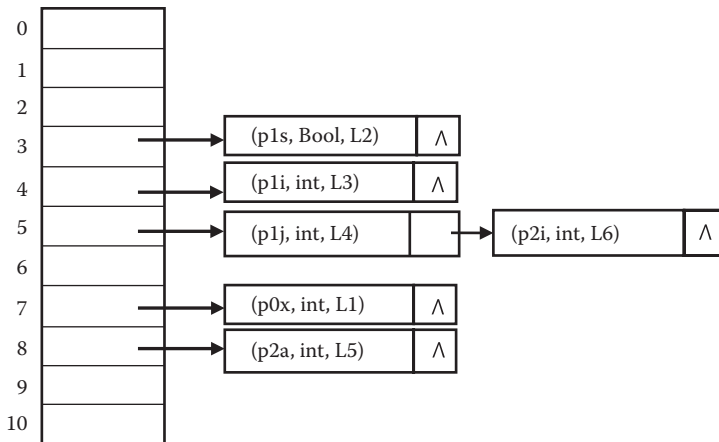 0
1
2
3 (p1s, Bool, L2) Λ
4 (p1i, int, L3) Λ
5 (p1j, int, L4) (p2i, int, L6) Λ
6
7 (p0x, int, L1) Λ
8 (p2a, int, L5) Λ
9
10